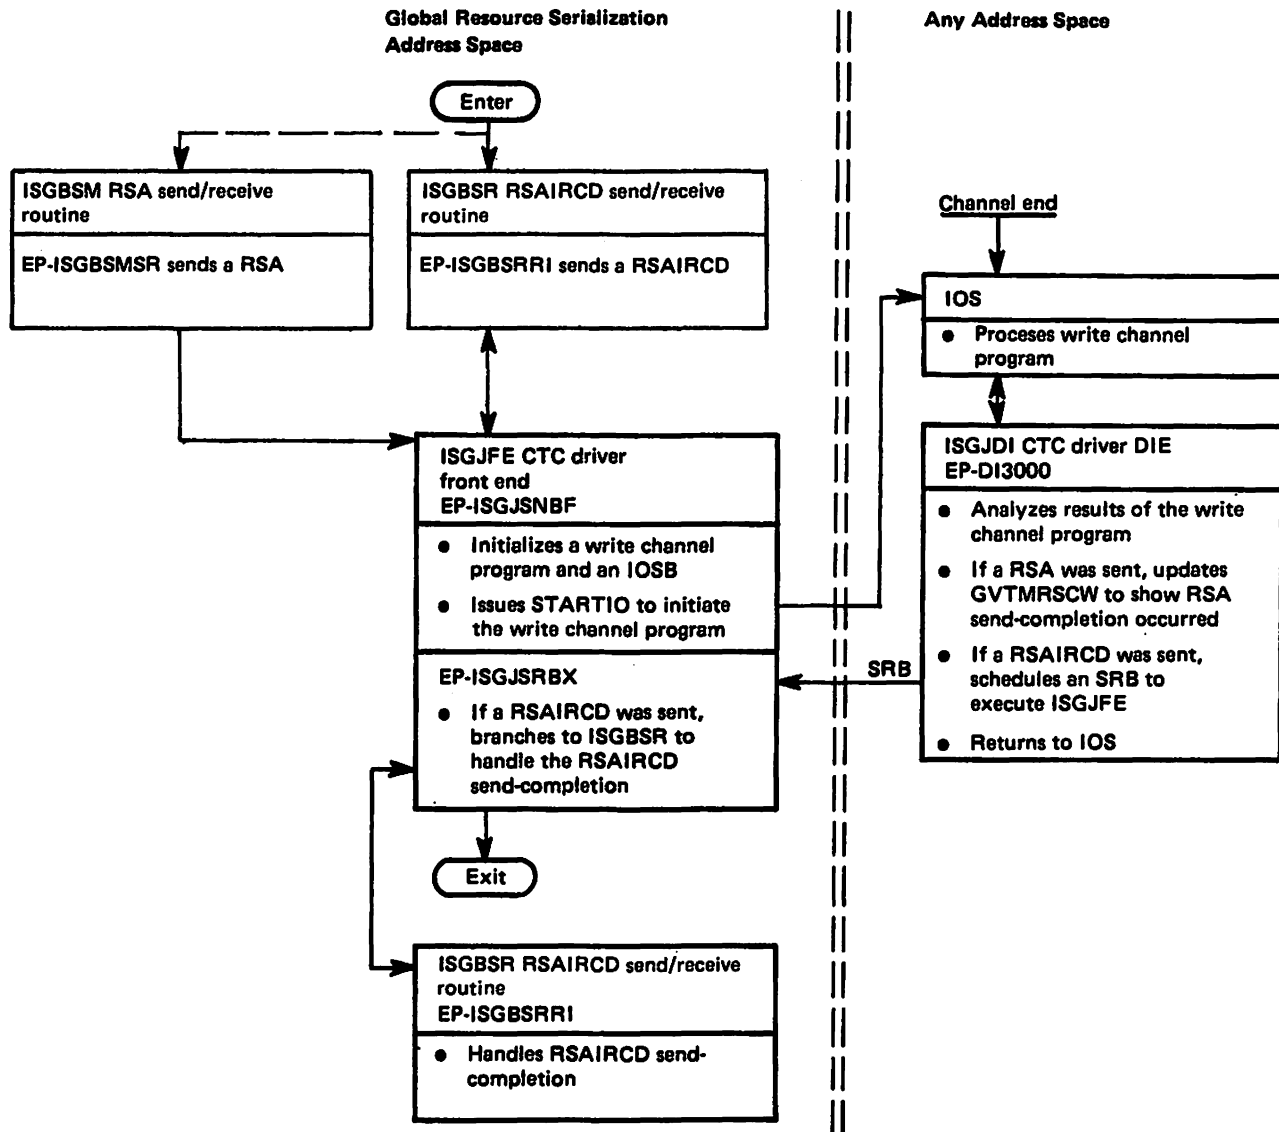 Global Resource Serialization
Address Space
Any Address Space
Enter
ISGBSM RSA send/receive
routine
EP-ISGBSMSR sends a RSA
ISGBSR RSAIRCD send/receive
routine
EP-ISGBSRRI sends a RSAIRCD
Channel end
IOS
● Proceses write channel
program
ISGJFE CTC driver
front end
EP-ISGJSNBF
● Initializes a write channel
program and an IOSB
● Issues STARTIO to initiate
the write channel program
EP-ISGJSRBX
● If a RSAIRCD was sent,
branches to ISGBSR to
handle the RSAIRCD
send-completion
SRB
ISGJDI CTC driver DIE
EP-DI3000
● Analyzes results of the write
channel program
● If a RSA was sent, updates
GVTMRSCW to show RSA
send-completion occurred
● If a RSAIRCD was sent,
schedules an SRB to
execute ISGJFE
● Returns to IOS
Exit
ISGBSR RSAIRCD send/receive
routine
EP-ISGBSRRI
● Handles RSAIRCD send-
completion